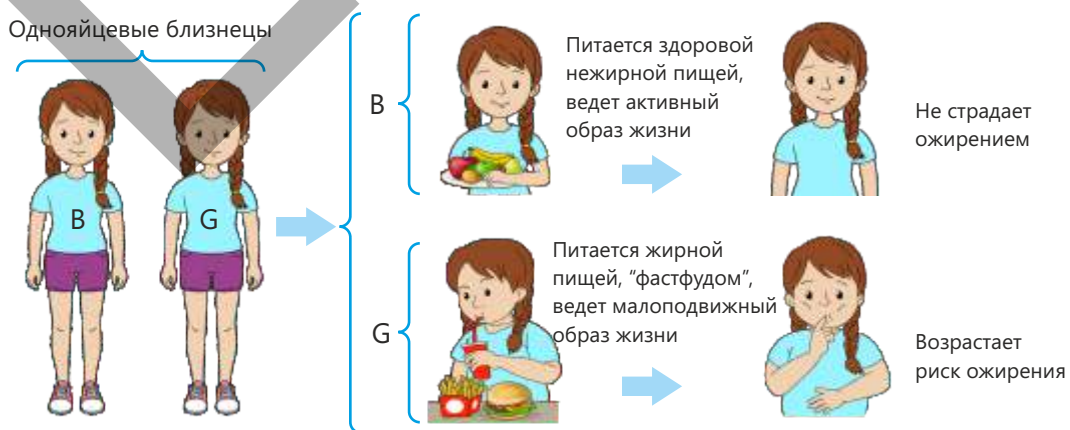 Однояйцевые близнецы
B
G
B
Питается здоровой
нежирной пищей,
ведет активный
образ жизни
Не страдает
ожирением
G
Питается жирной
пищей, “фастфудом”,
ведет малоподвижный
образ жизни
Возрастает
риск ожирения